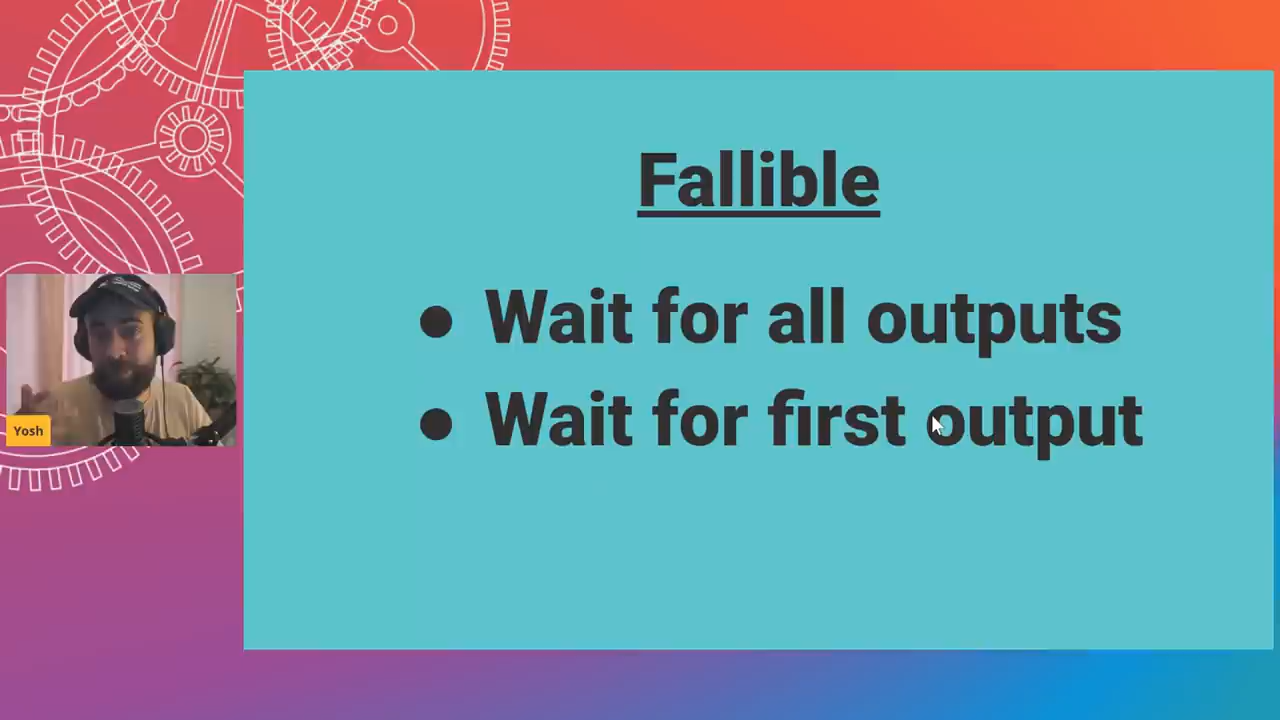 Fallible
● Wait for all outputs
● Wait for first output
Yosh